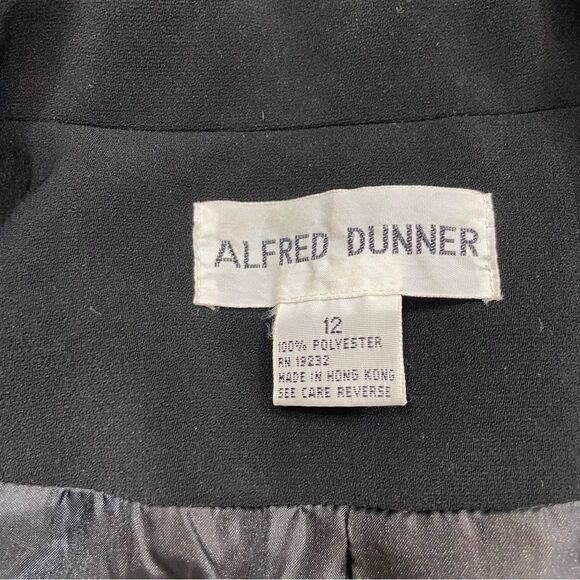 ALFRED DUNNER
12
100% POLYESTER
RN 19232
MADE IN HONG KONG
SEE CARE REVERSE